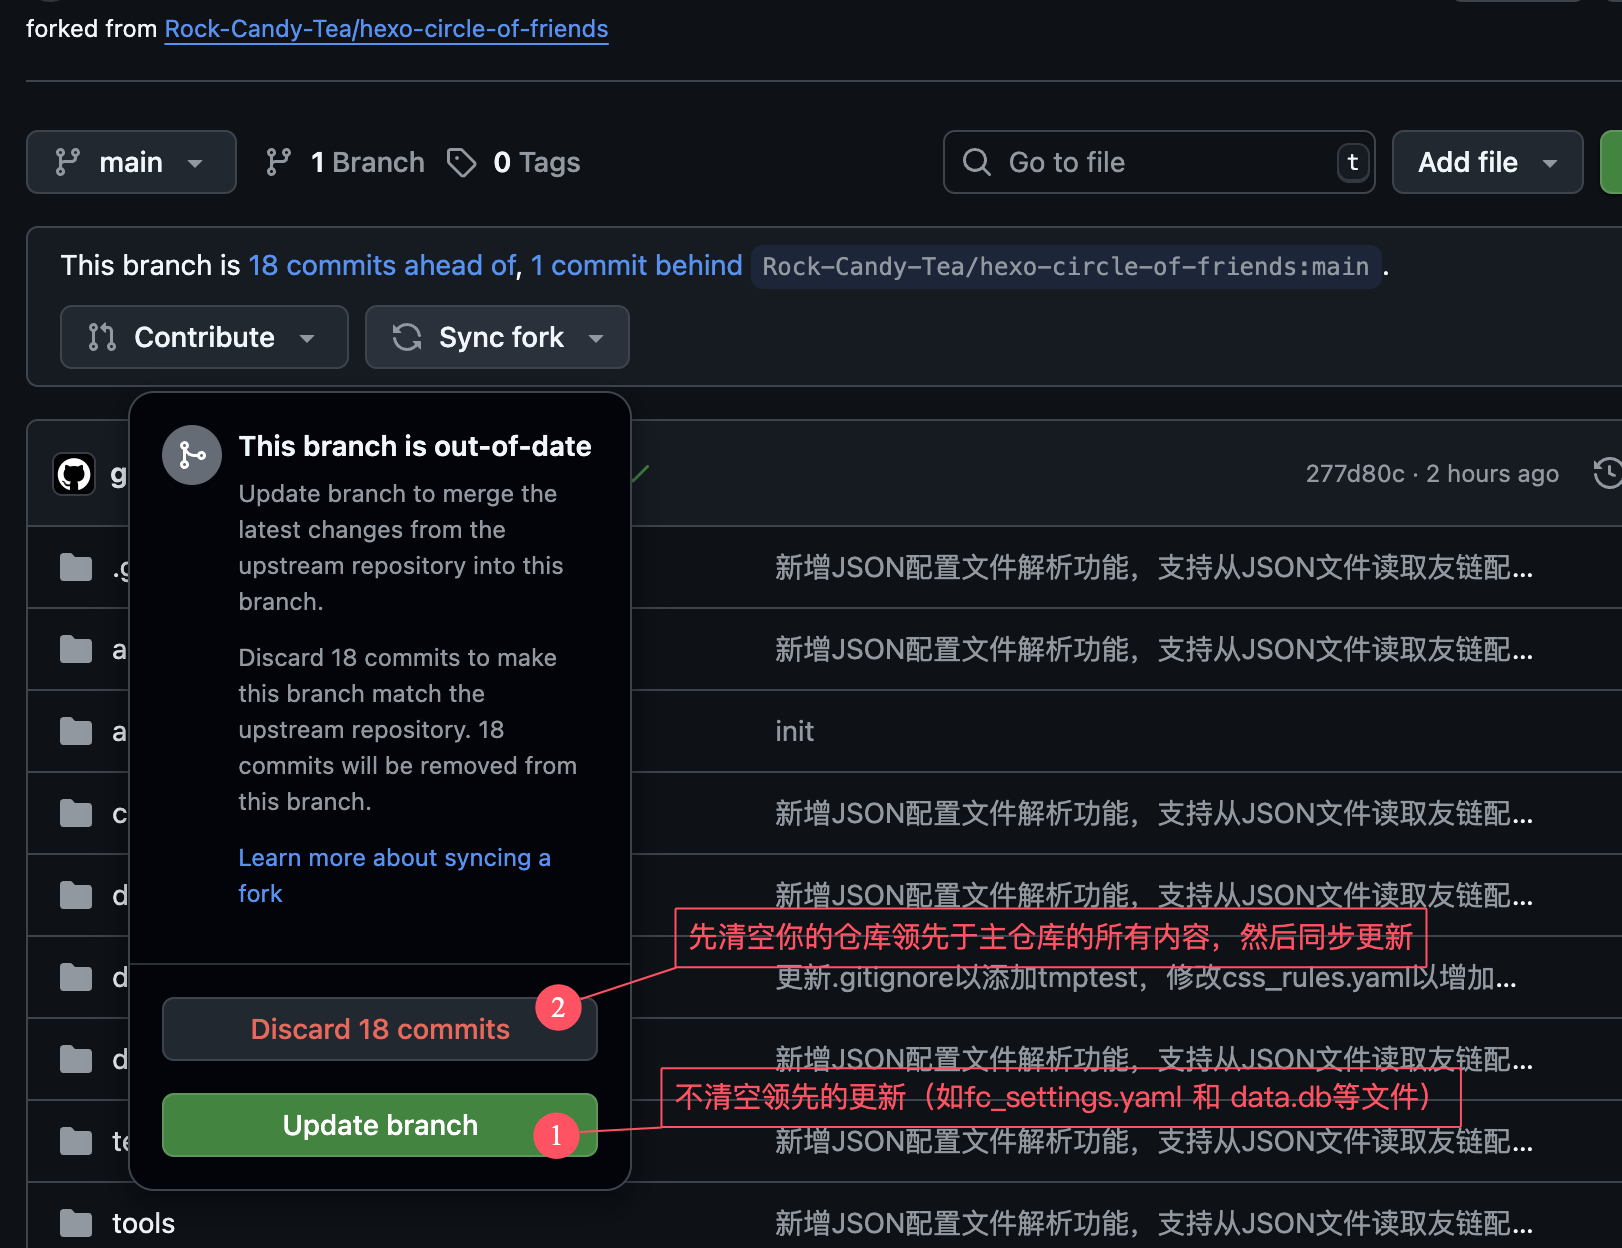 forked from Rock-Candy-Tea/hexo-circle-of-friends
main 1 Branch 0 Tags Go to file t Add file
This branch is 18 commits ahead of, 1 commit behind Rock-Candy-Tea/hexo-circle-of-friends:main .
Contribute Sync fork
This branch is out-of-date
Update branch to merge the
latest changes from the
upstream repository into this
branch.
Discard 18 commits to make
this branch match the
upstream repository. 18
commits will be removed from
this branch.
Learn more about syncing a
fork
Discard 18 commits 2
Update branch 1
g 277d80c · 2 hours ago
.g 新增JSON配置文件解析功能，支持从JSON文件读取友链配...
a 新增JSON配置文件解析功能，支持从JSON文件读取友链配...
a init
c 新增JSON配置文件解析功能，支持从JSON文件读取友链配...
d 新增JSON配置文件解析功能，支持从JSON文件读取友链配...
先清空你的仓库领先于主仓库的所有内容，然后同步更新
d 更新.gitignore以添加tmptest，修改css_rules.yaml以增加...
d 新增JSON配置文件解析功能，支持从JSON文件读取友链配...
不清空领先的更新（如fc_settings.yaml 和 data.db等文件）
te 新增JSON配置文件解析功能，支持从JSON文件读取友链配...
tools 新增JSON配置文件解析功能，支持从JSON文件读取友链配...